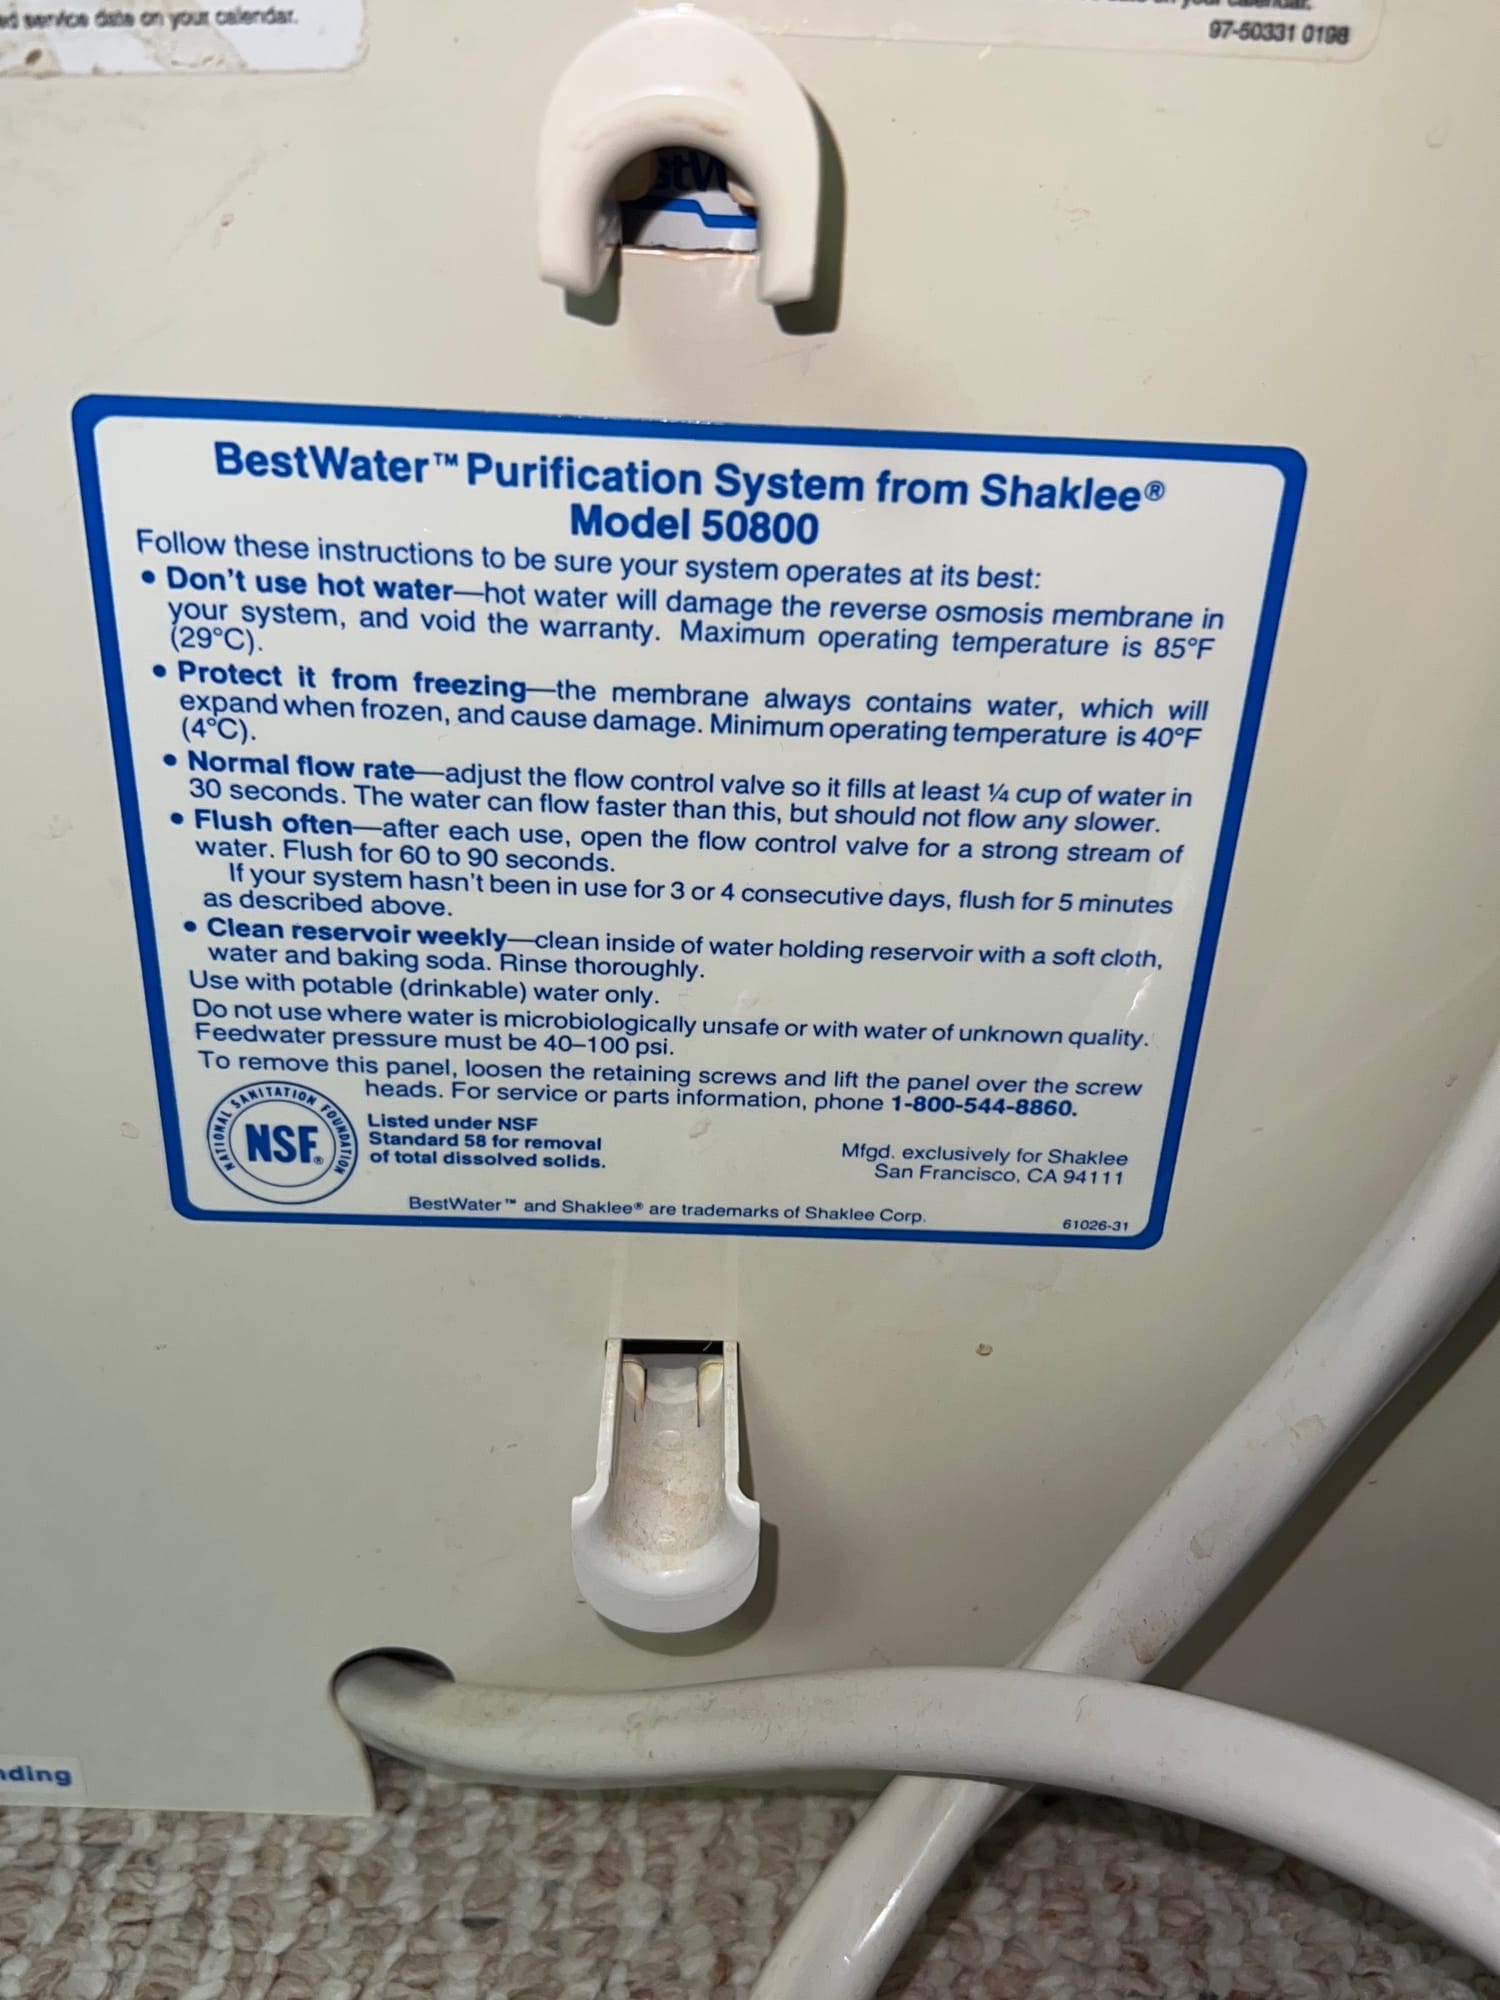 service date on your calendar.
your calendar.
97-50331 0198
stW
BestWater™ Purification System from Shaklee®
Model 50800
Follow these instructions to be sure your system operates at its best:
• Don't use hot water—hot water will damage the reverse osmosis membrane in
your system, and void the warranty. Maximum operating temperature is 85°F
(29°C).
• Protect it from freezing—the membrane always contains water, which will
expand when frozen, and cause damage. Minimum operating temperature is 40°F
(4°C).
• Normal flow rate—adjust the flow control valve so it fills at least ¼ cup of water in
30 seconds. The water can flow faster than this, but should not flow any slower.
• Flush often—after each use, open the flow control valve for a strong stream of
water. Flush for 60 to 90 seconds.
If your system hasn't been in use for 3 or 4 consecutive days, flush for 5 minutes
as described above.
• Clean reservoir weekly—clean inside of water holding reservoir with a soft cloth,
water and baking soda. Rinse thoroughly.
Use with potable (drinkable) water only.
Do not use where water is microbiologically unsafe or with water of unknown quality.
Feedwater pressure must be 40–100 psi.
To remove this panel, loosen the retaining screws and lift the panel over the screw
heads. For service or parts information, phone 1-800-544-8860.
NATIONAL SANITATION FOUNDATION
NSF®
Listed under NSF
Standard 58 for removal
of total dissolved solids.
Mfgd. exclusively for Shaklee
San Francisco, CA 94111
BestWater™ and Shaklee® are trademarks of Shaklee Corp.
61026-31
ding